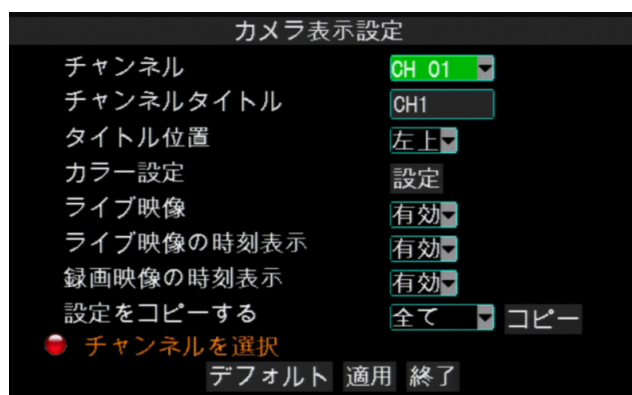 カメラ表示設定
チャンネル CH 01
チャンネルタイトル CH1
タイトル位置 左上
カラー設定 設定
ライブ映像 有効
ライブ映像の時刻表示 有効
録画映像の時刻表示 有効
設定をコピーする 全て コピー
チャンネルを選択
デフォルト 適用 終了